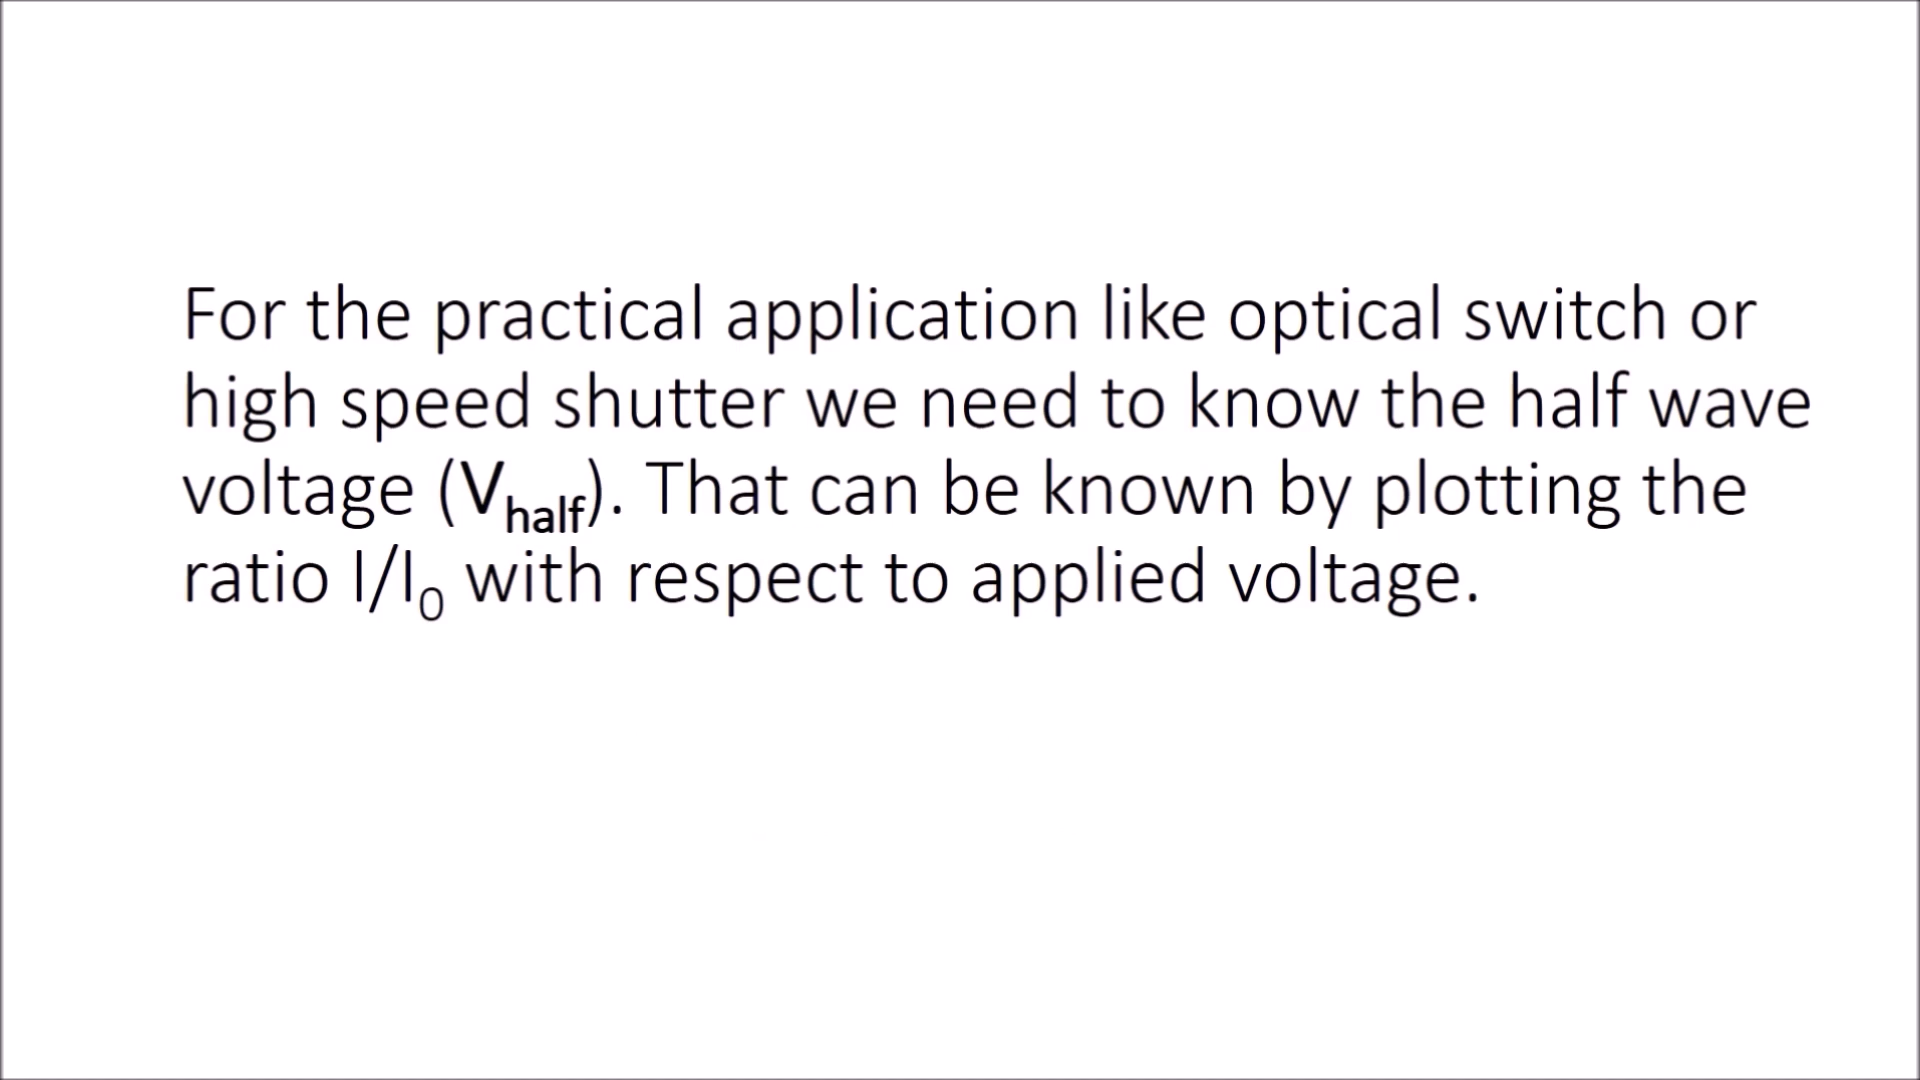 For the practical application like optical switch or
high speed shutter we need to know the half wave
voltage (V_half). That can be known by plotting the
ratio I/I₀ with respect to applied voltage.